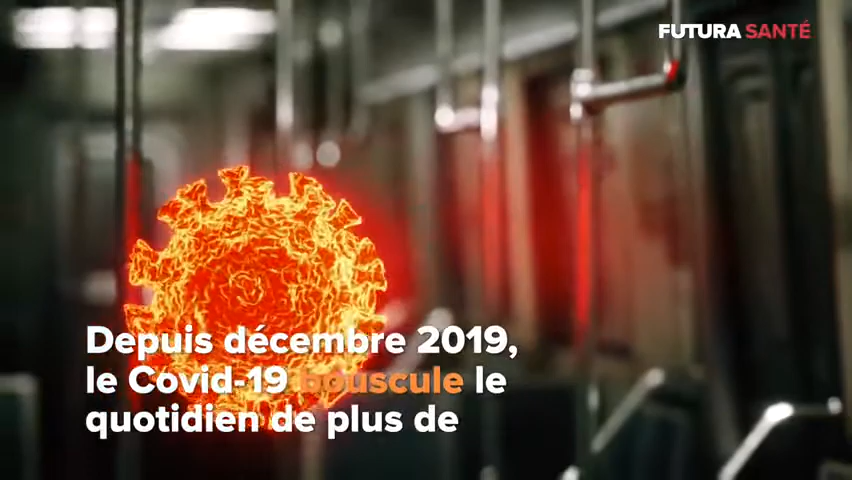 FUTURA SANTÉ
Depuis décembre 2019,
le Covid-19 bouscule le
quotidien de plus de